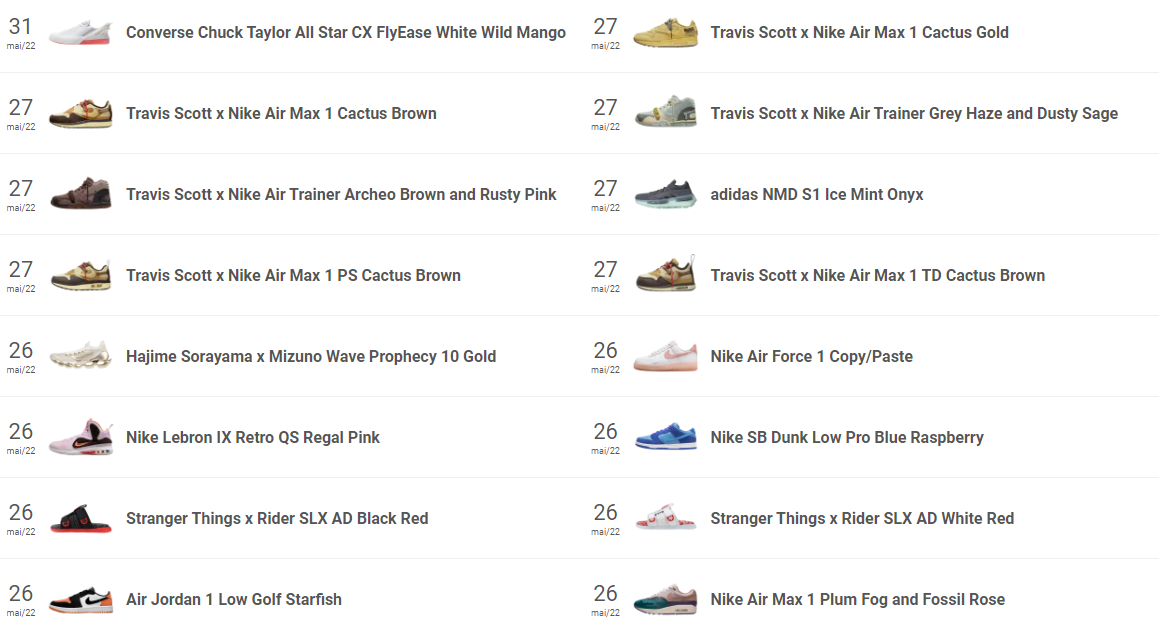 31
mai/22
Converse Chuck Taylor All Star CX FlyEase White Wild Mango
27
mai/22
Travis Scott x Nike Air Max 1 Cactus Gold
27
mai/22
Travis Scott x Nike Air Max 1 Cactus Brown
27
mai/22
Travis Scott x Nike Air Trainer Grey Haze and Dusty Sage
27
mai/22
Travis Scott x Nike Air Trainer Archeo Brown and Rusty Pink
27
mai/22
adidas NMD S1 Ice Mint Onyx
27
mai/22
Travis Scott x Nike Air Max 1 PS Cactus Brown
27
mai/22
Travis Scott x Nike Air Max 1 TD Cactus Brown
26
mai/22
Hajime Sorayama x Mizuno Wave Prophecy 10 Gold
26
mai/22
Nike Air Force 1 Copy/Paste
26
mai/22
Nike Lebron IX Retro QS Regal Pink
26
mai/22
Nike SB Dunk Low Pro Blue Raspberry
26
mai/22
Stranger Things x Rider SLX AD Black Red
26
mai/22
Stranger Things x Rider SLX AD White Red
26
mai/22
Air Jordan 1 Low Golf Starfish
26
mai/22
Nike Air Max 1 Plum Fog and Fossil Rose